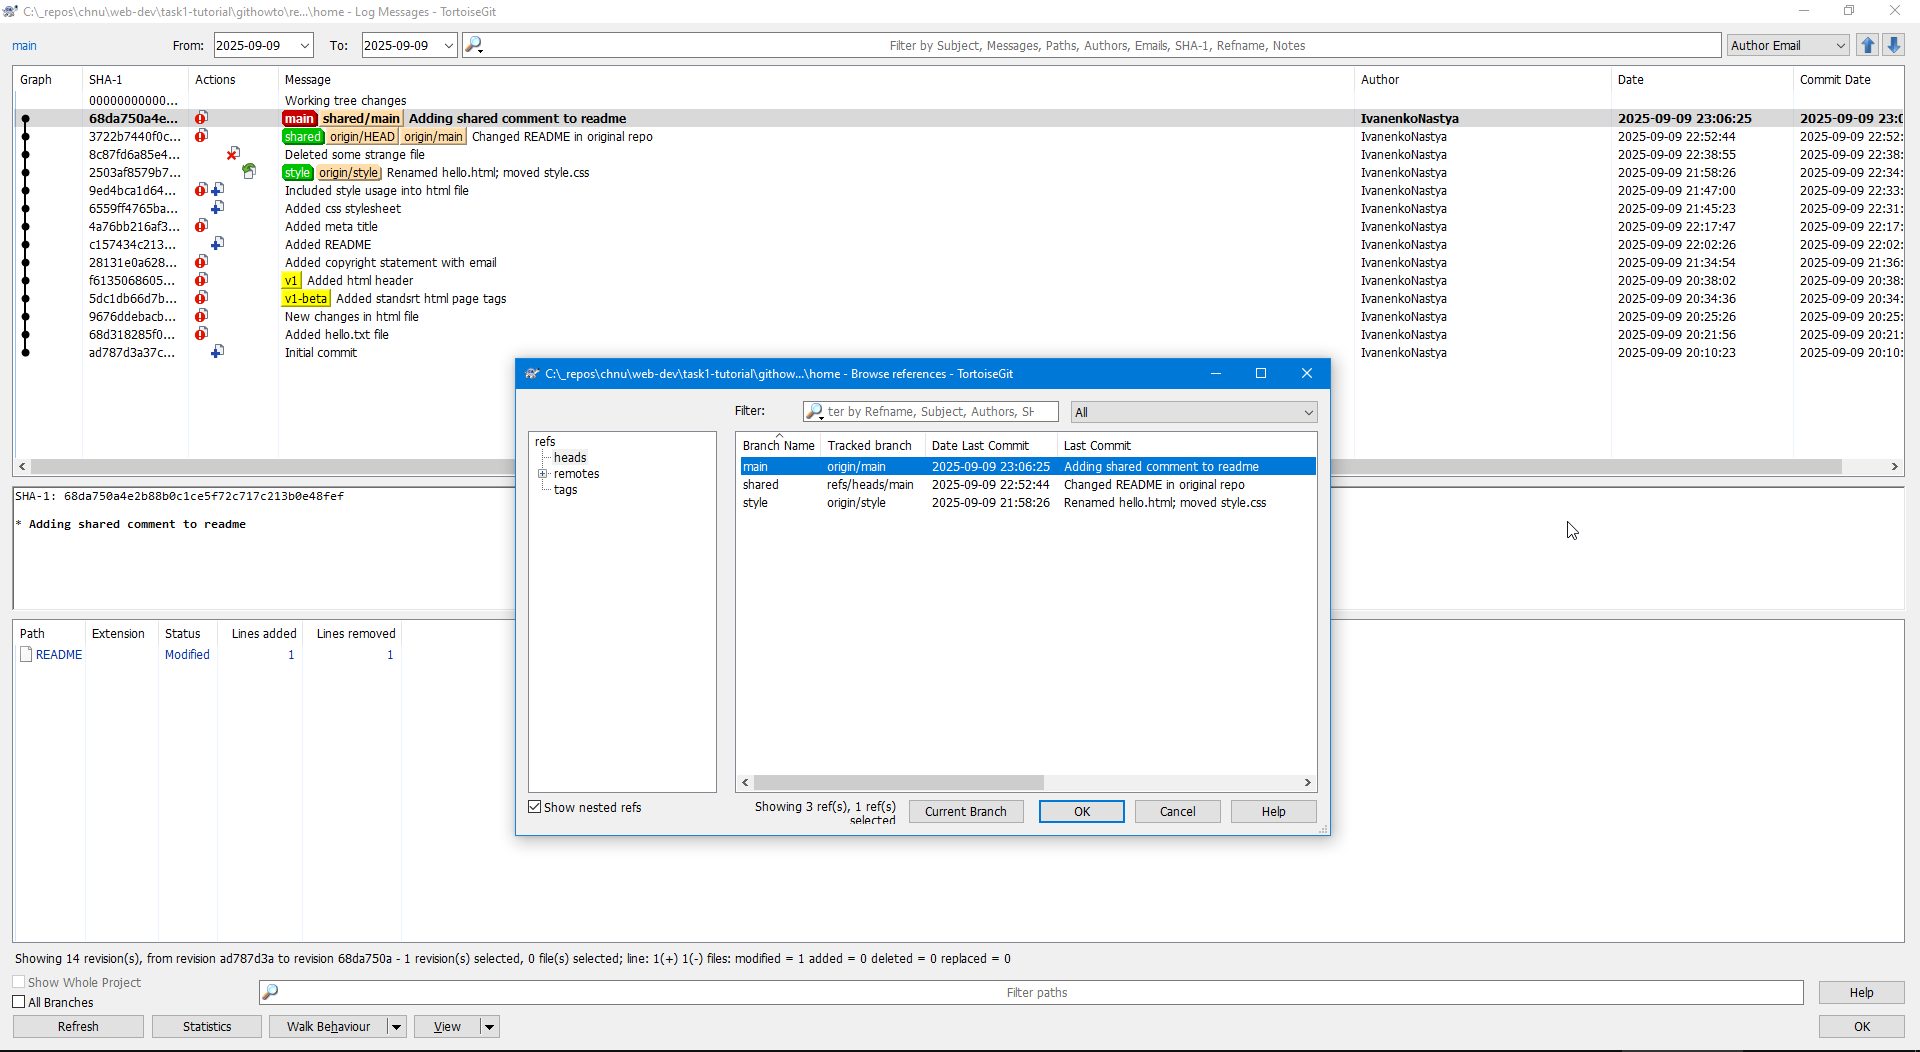 C:\_repos\chnu\web-dev\task1-tutorial\githowto\re...\home - Log Messages - TortoiseGit
main From: 2025-09-09 To: 2025-09-09 Filter by Subject, Messages, Paths, Authors, Emails, SHA-1, Refname, Notes Author Email
Graph SHA-1 Actions Message Author Date Commit Date
00000000000... Working tree changes
68da750a4e... main shared/main Adding shared comment to readme IvanenkoNastya 2025-09-09 23:06:25 2025-09-09 23:0
3722b7440f0c... shared origin/HEAD origin/main Changed README in original repo IvanenkoNastya 2025-09-09 22:52:44 2025-09-09 22:52:
8c87fd6a85e4... Deleted some strange file IvanenkoNastya 2025-09-09 22:38:55 2025-09-09 22:38:
2503af8579b7... style origin/style Renamed hello.html; moved style.css IvanenkoNastya 2025-09-09 21:58:26 2025-09-09 22:34:
9ed4bca1d64... Included style usage into html file IvanenkoNastya 2025-09-09 21:47:00 2025-09-09 22:33:
6559ff4765ba... Added css stylesheet IvanenkoNastya 2025-09-09 21:45:23 2025-09-09 22:31:
4a76bb216af3... Added meta title IvanenkoNastya 2025-09-09 22:17:47 2025-09-09 22:17:
c157434c213... Added README IvanenkoNastya 2025-09-09 22:02:26 2025-09-09 22:02:
28131e0a628... Added copyright statement with email IvanenkoNastya 2025-09-09 21:34:54 2025-09-09 21:36:
f6135068605... v1 Added html header IvanenkoNastya 2025-09-09 20:38:02 2025-09-09 20:38:
5dc1db66d7b... v1-beta Added standsrt html page tags IvanenkoNastya 2025-09-09 20:34:36 2025-09-09 20:34:
9676ddebacb... New changes in html file IvanenkoNastya 2025-09-09 20:25:26 2025-09-09 20:25:
68d318285f0... Added hello.txt file IvanenkoNastya 2025-09-09 20:21:56 2025-09-09 20:21:
ad787d3a37c... Initial commit IvanenkoNastya 2025-09-09 20:10:23 2025-09-09 20:10:
C:\_repos\chnu\web-dev\task1-tutorial\githow...\home - Browse references - TortoiseGit
Filter: ter by Refname, Subject, Authors, SH All
refs
heads
remotes
tags
Branch Name Tracked branch Date Last Commit Last Commit
main origin/main 2025-09-09 23:06:25 Adding shared comment to readme
shared refs/heads/main 2025-09-09 22:52:44 Changed README in original repo
style origin/style 2025-09-09 21:58:26 Renamed hello.html; moved style.css
Show nested refs
Showing 3 ref(s), 1 ref(s)
selected
Current Branch OK Cancel Help
SHA-1: 68da750a4e2b88b0c1ce5f72c717c213b0e48fef
* Adding shared comment to readme
Path Extension Status Lines added Lines removed
README Modified 1 1
Showing 14 revision(s), from revision ad787d3a to revision 68da750a - 1 revision(s) selected, 0 file(s) selected; line: 1(+) 1(-) files: modified = 1 added = 0 deleted = 0 replaced = 0
Show Whole Project
All Branches
Filter paths
Help
Refresh Statistics Walk Behaviour View OK